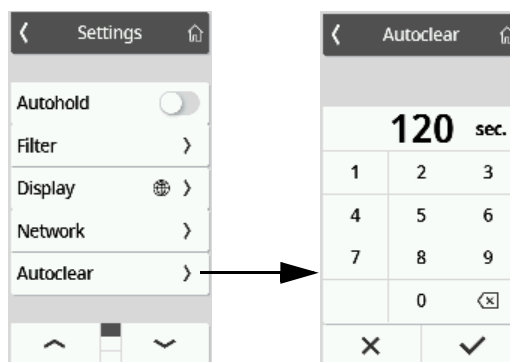 Settings
Autohold
Filter
Display
Network
Autoclear
Autoclear
120 sec.
1 2 3
4 5 6
7 8 9
0